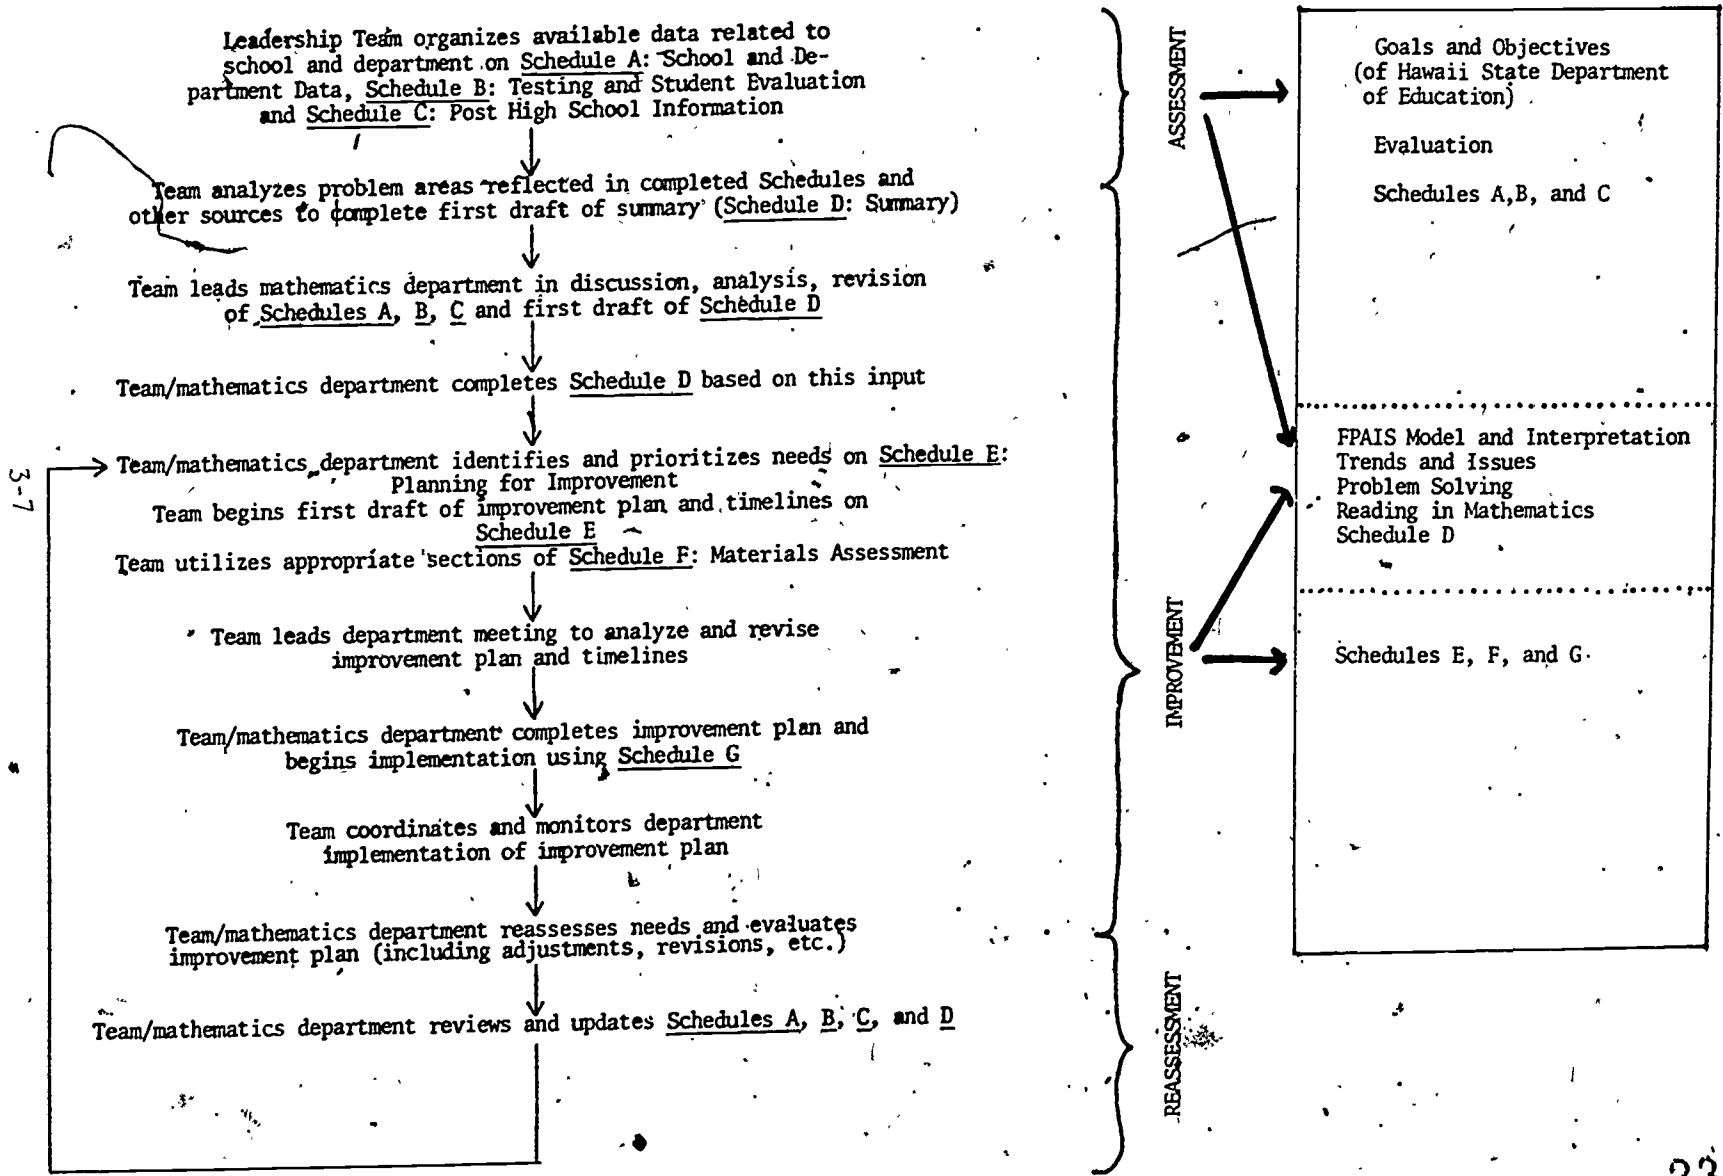 Leadership Team organizes available data related to
school and department on Schedule A: School and De-
partment Data, Schedule B: Testing and Student Evaluation
and Schedule C: Post High School Information
Team analyzes problem areas reflected in completed Schedules and
other sources to complete first draft of summary (Schedule D: Summary)
Team leads mathematics department in discussion, analysis, revision
of Schedules A, B, C and first draft of Schedule D
Team/mathematics department completes Schedule D based on this input
Team/mathematics department identifies and prioritizes needs on Schedule E:
Planning for Improvement
Team begins first draft of improvement plan and timelines on
Schedule E
Team utilizes appropriate sections of Schedule F: Materials Assessment
Team leads department meeting to analyze and revise
improvement plan and timelines
Team/mathematics department completes improvement plan and
begins implementation using Schedule G
Team coordinates and monitors department
implementation of improvement plan
Team/mathematics department reassesses needs and evaluates
improvement plan (including adjustments, revisions, etc.)
Team/mathematics department reviews and updates Schedules A, B, C, and D
3-7
ASSESSMENT
IMPROVEMENT
REASSESSMENT
Goals and Objectives
(of Hawaii State Department
of Education)
Evaluation
Schedules A,B, and C
FPAIS Model and Interpretation
Trends and Issues
Problem Solving
Reading in Mathematics
Schedule D
Schedules E, F, and G